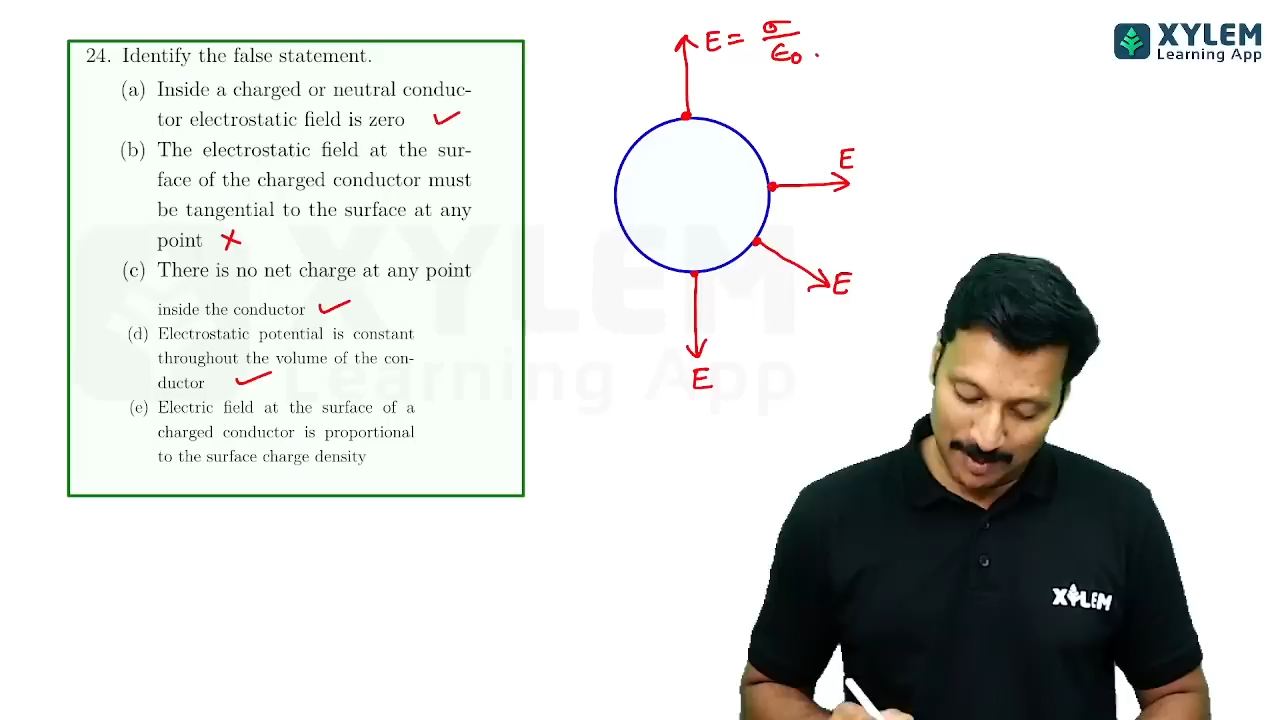 24. Identify the false statement.
(a) Inside a charged or neutral conduc-
tor electrostatic field is zero ✓
(b) The electrostatic field at the sur-
face of the charged conductor must
be tangential to the surface at any
point ✗
(c) There is no net charge at any point
inside the conductor ✓
(d) Electrostatic potential is constant
throughout the volume of the con-
ductor ✓
(e) Electric field at the surface of a
charged conductor is proportional
to the surface charge density
E = σ/ε₀.
E
E
E
XYLEM
Learning App
XYLEM
Learning App
XYLEM